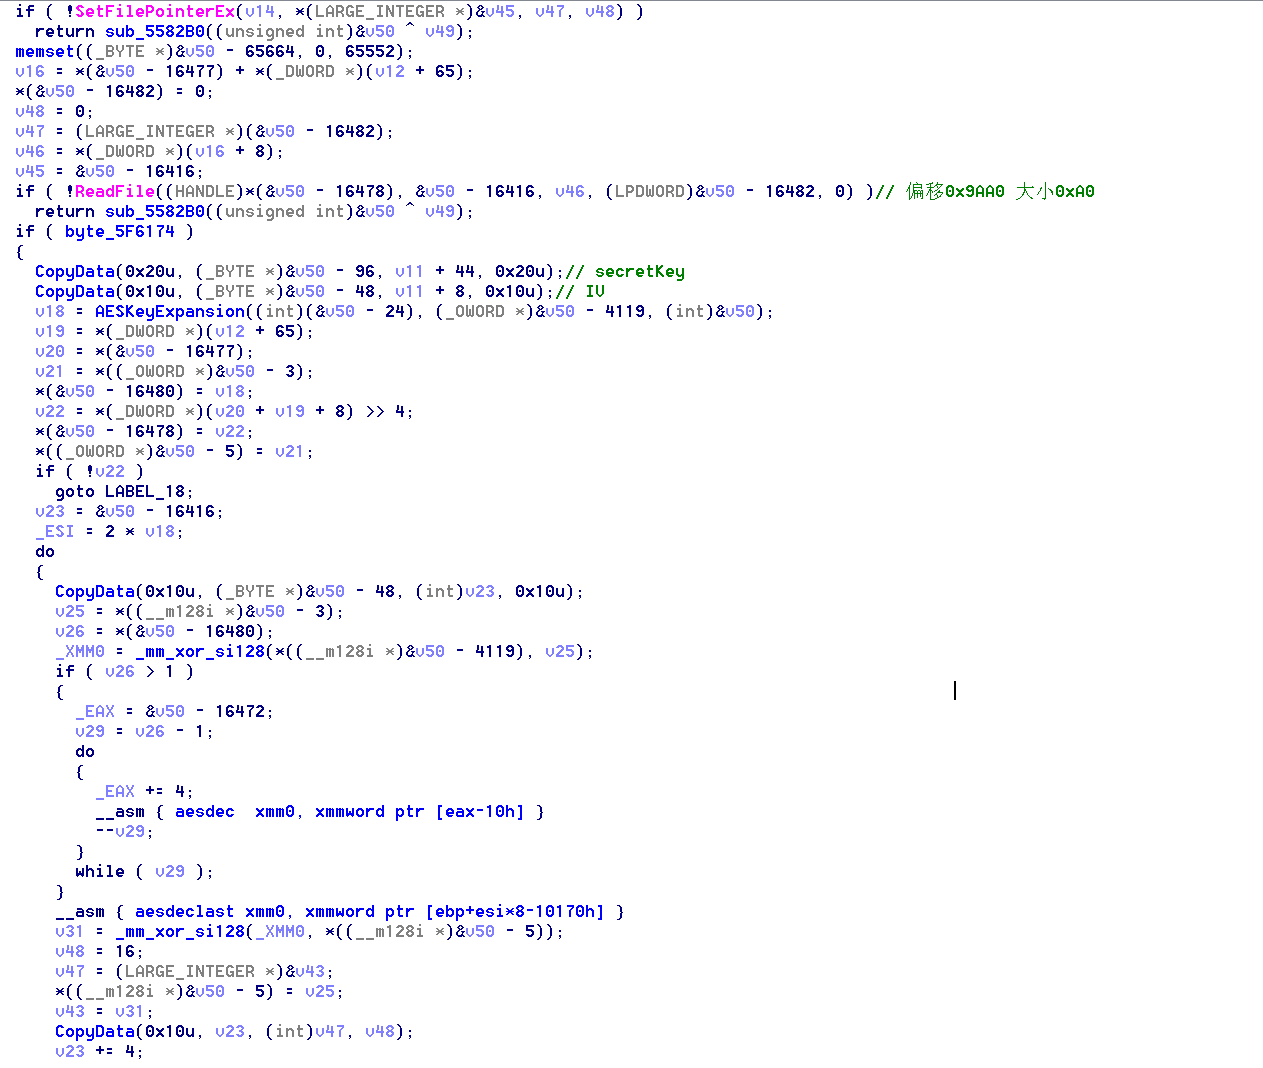 if ( !SetFilePointerEx(v14, *(LARGE_INTEGER *)&v45, v47, v48) )
return sub_5582B0((unsigned int)&v50 ^ v49);
memset((_BYTE *)&v50 - 65664, 0, 65552);
v16 = *(&v50 - 16477) + *(_DWORD *)(v12 + 65);
*(&v50 - 16482) = 0;
v48 = 0;
v47 = (LARGE_INTEGER *)(&v50 - 16482);
v46 = *(_DWORD *)(v16 + 8);
v45 = &v50 - 16416;
if ( !ReadFile((HANDLE)*(&v50 - 16478), &v50 - 16416, v46, (LPDWORD)&v50 - 16482, 0) )// 偏移0x9AA0 大小0xA0
return sub_5582B0((unsigned int)&v50 ^ v49);
if ( byte_5F6174 )
{
CopyData(0x20u, (_BYTE *)&v50 - 96, v11 + 44, 0x20u);// secretKey
CopyData(0x10u, (_BYTE *)&v50 - 48, v11 + 8, 0x10u);// IV
v18 = AESKeyExpansion((int)(&v50 - 24), (_OWORD *)&v50 - 4119, (int)&v50);
v19 = *(_DWORD *)(v12 + 65);
v20 = *(&v50 - 16477);
v21 = *((_OWORD *)&v50 - 3);
*(&v50 - 16480) = v18;
v22 = *(_DWORD *)(v20 + v19 + 8) >> 4;
*(&v50 - 16478) = v22;
*((_OWORD *)&v50 - 5) = v21;
if ( !v22 )
goto LABEL_18;
v23 = &v50 - 16416;
_ESI = 2 * v18;
do
{
CopyData(0x10u, (_BYTE *)&v50 - 48, (int)v23, 0x10u);
v25 = *((__m128i *)&v50 - 3);
v26 = *(&v50 - 16480);
_XMM0 = _mm_xor_si128(*((__m128i *)&v50 - 4119), v25);
if ( v26 > 1 )
{
_EAX = &v50 - 16472;
v29 = v26 - 1;
do
{
_EAX += 4;
__asm { aesdec  xmm0, xmmword ptr [eax-10h] }
--v29;
}
while ( v29 );
}
__asm { aesdeclast xmm0, xmmword ptr [ebp+esi*8-10170h] }
v31 = _mm_xor_si128(_XMM0, *((__m128i *)&v50 - 5));
v48 = 16;
v47 = (LARGE_INTEGER *)&v43;
*((__m128i *)&v50 - 5) = v25;
v43 = v31;
CopyData(0x10u, v23, (int)v47, v48);
v23 += 4;